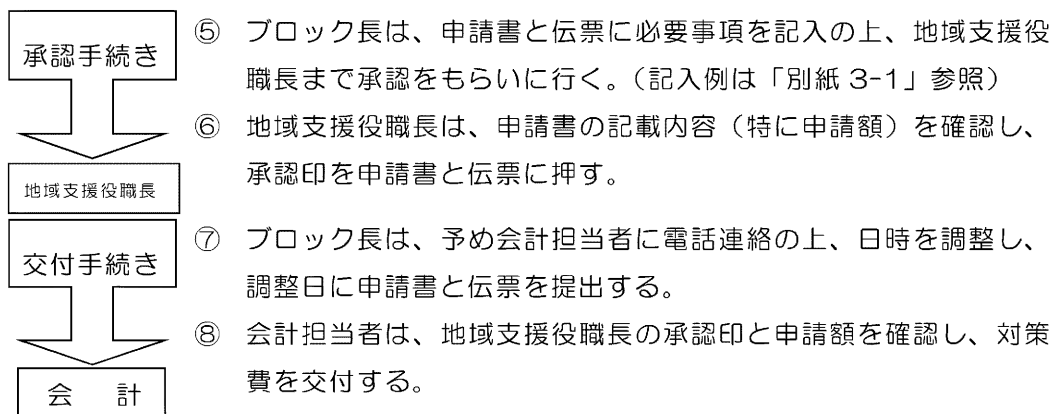 承認手続き
地域支援役職長
交付手続き
会　計
⑤ ブロック長は、申請書と伝票に必要事項を記入の上、地域支援役
職長まで承認をもらいに行く。（記入例は「別紙 3-1」参照）
⑥ 地域支援役職長は、申請書の記載内容（特に申請額）を確認し、
承認印を申請書と伝票に押す。
⑦ ブロック長は、予め会計担当者に電話連絡の上、日時を調整し、
調整日に申請書と伝票を提出する。
⑧ 会計担当者は、地域支援役職長の承認印と申請額を確認し、対策
費を交付する。